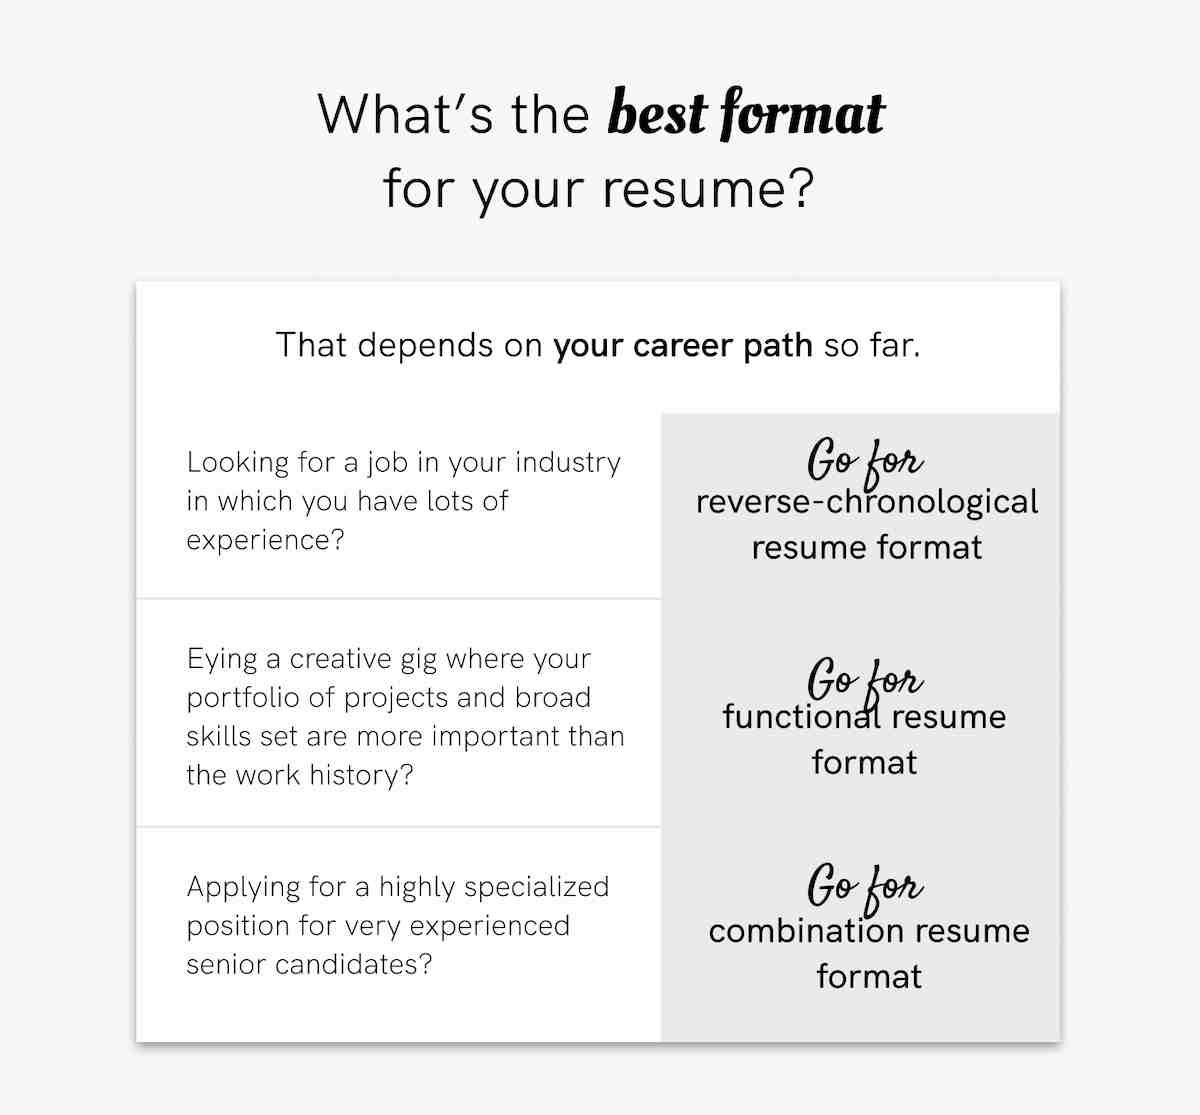 What's the best format
for your resume?
That depends on your career path so far.
Looking for a job in your industry
in which you have lots of
experience?
Go for
reverse-chronological
resume format
Eying a creative gig where your
portfolio of projects and broad
skills set are more important than
the work history?
Go for
functional resume
format
Applying for a highly specialized
position for very experienced
senior candidates?
Go for
combination resume
format